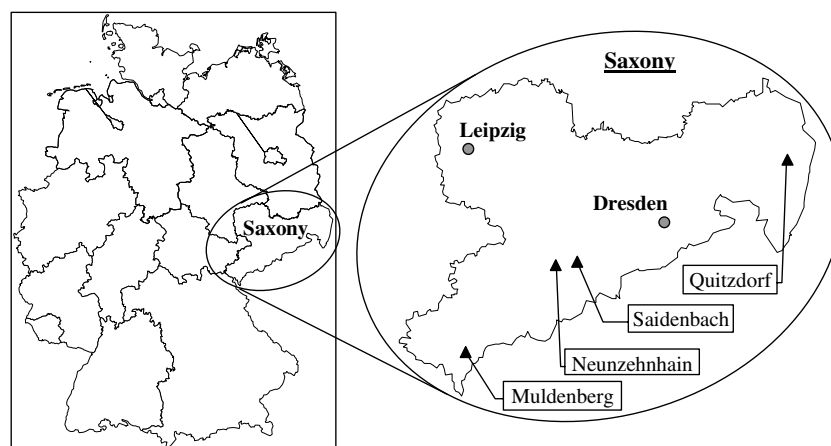 Saxony
Saxony
Leipzig
Dresden
Quitzdorf
Saidenbach
Neunzehnhain
Muldenberg